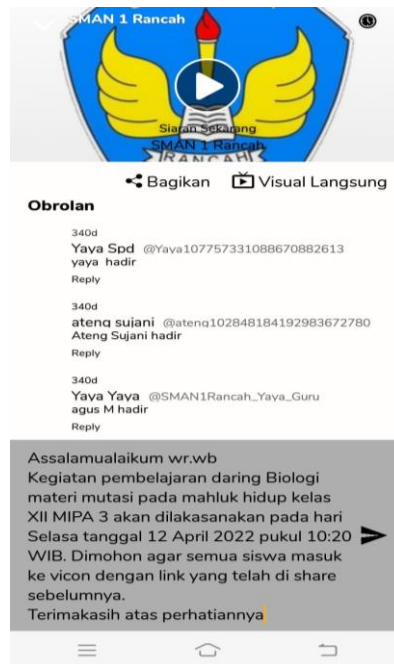 SMAN 1 Rancah
Siaran Sekarang
SMAN 1 Rancah
RANCAH
Bagikan Visual Langsung
Obrolan
340d
Yaya Spd @Yaya107757331088670882613
yaya hadir
Reply
340d
ateng sujani @ateng102848184192983672780
Ateng Sujani hadir
Reply
340d
Yaya Yaya @SMAN1Rancah_Yaya_Guru
agus M hadir
Reply
Assalamualaikum wr.wb
Kegiatan pembelajaran daring Biologi
materi mutasi pada mahluk hidup kelas
XII MIPA 3 akan dilakasanakan pada hari
Selasa tanggal 12 April 2022 pukul 10:20
WIB. Dimohon agar semua siswa masuk
ke vicon dengan link yang telah di share
sebelumnya.
Terimakasih atas perhatiannya